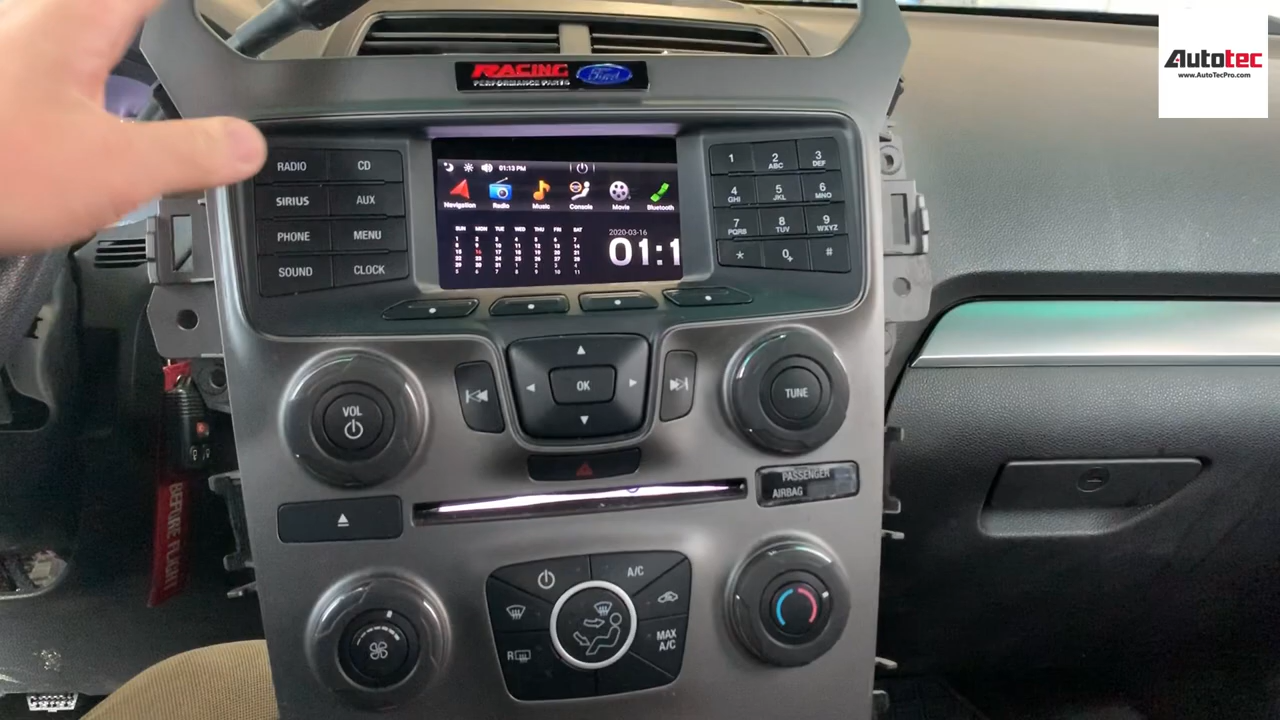 Autotec
www.AutoTecPro.com
RACING
PERFORMANCE PARTS
Ford
RADIO CD
SIRIUS AUX
PHONE MENU
SOUND CLOCK
01:13 PM
Navigation Radio Music Console Movie Bluetooth
SUN MON TUE WED THU FRI SAT
2020-03-16
01:1
1 2 ABC 3 DEF
4 GHI 5 JKL 6 MNO
7 PQRS 8 TUV 9 WXYZ
* 0+ #
VOL
OK
TUNE
PASSENGER
AIRBAG
A/C
MAX
A/C
R
BEFORE FLIGHT